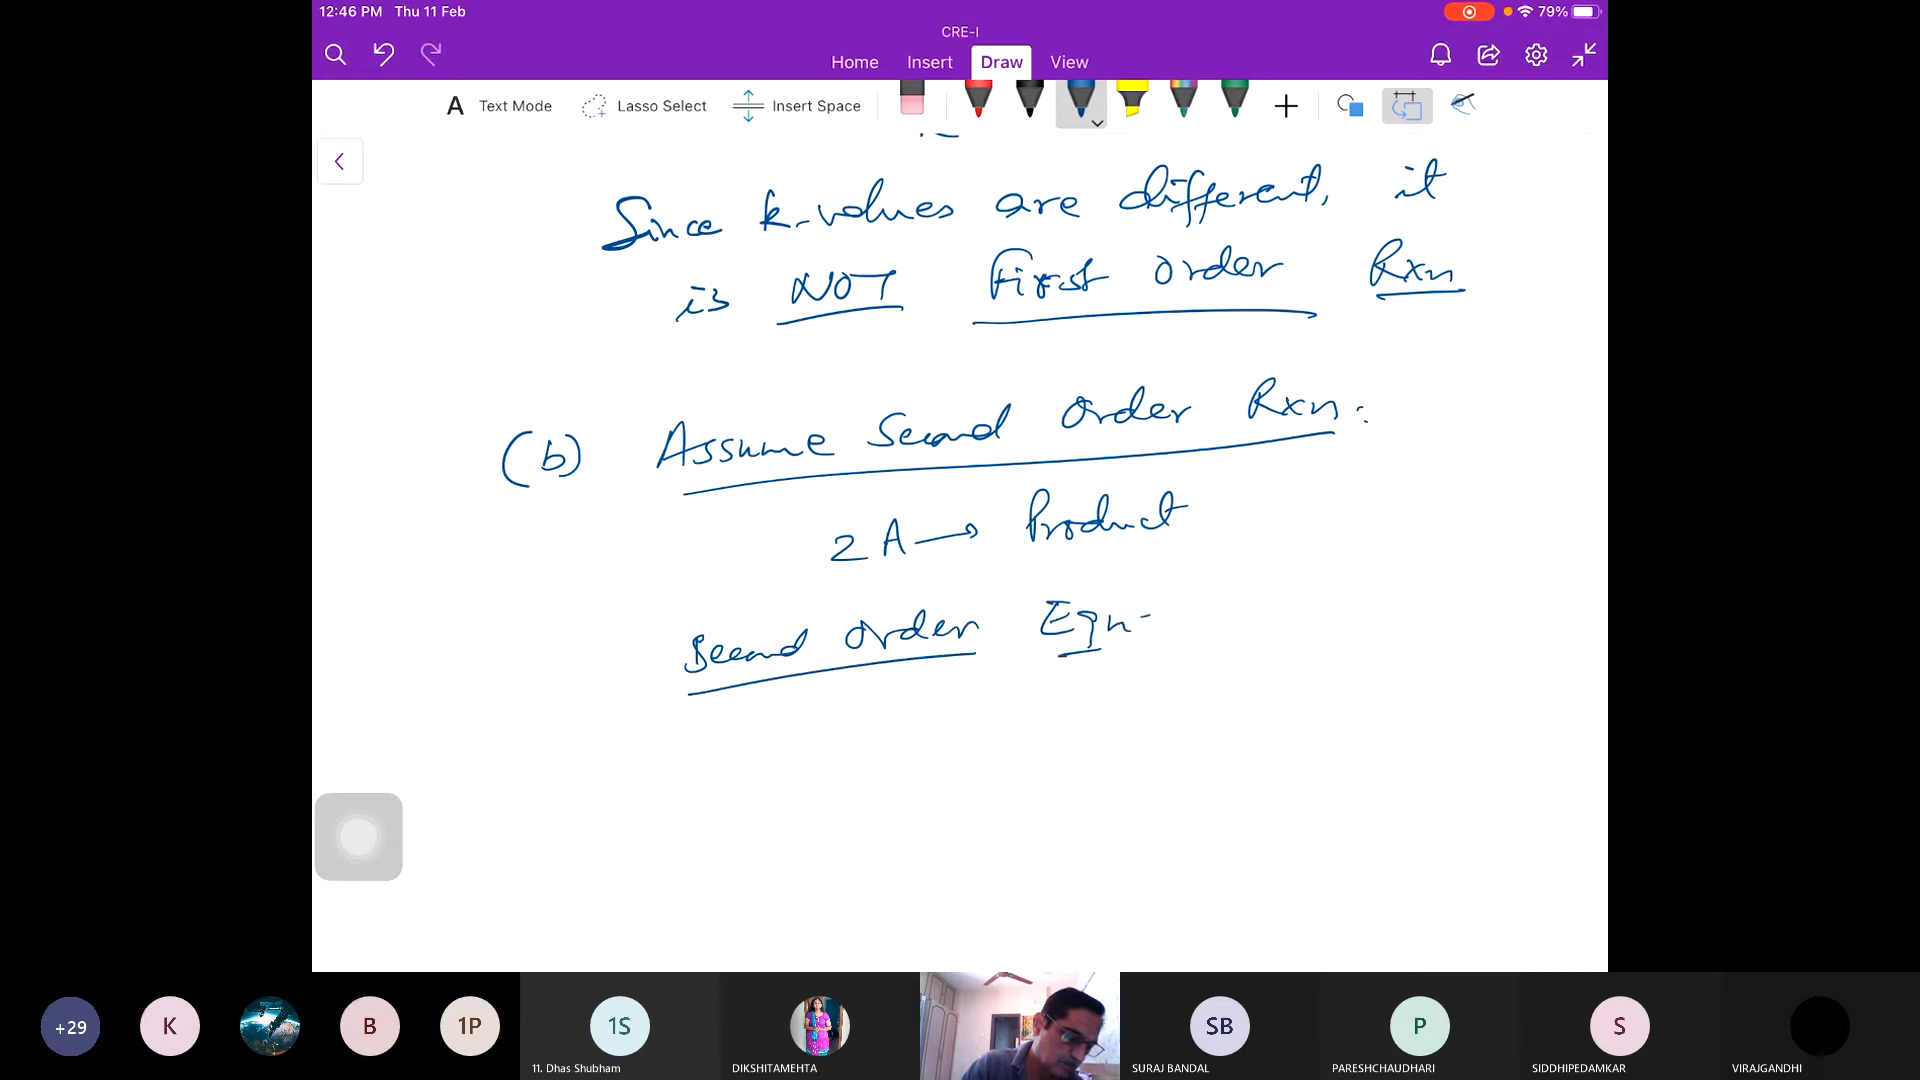 12:46 PM Thu 11 Feb
79%
CRE-I
Home Insert Draw View
A Text Mode Lasso Select Insert Space
Since k-values are different, it
is NOT First order Rxn
(b) Assume Second Order Rxn:
2A → Product
Second Order Eqn-
+29 K B 1P 1S SB P S
11. Dhas Shubham DIKSHITAMEHTA SURAJ BANDAL PARESHCHAUDHARI SIDDHIPEDAMKAR VIRAJGANDHI